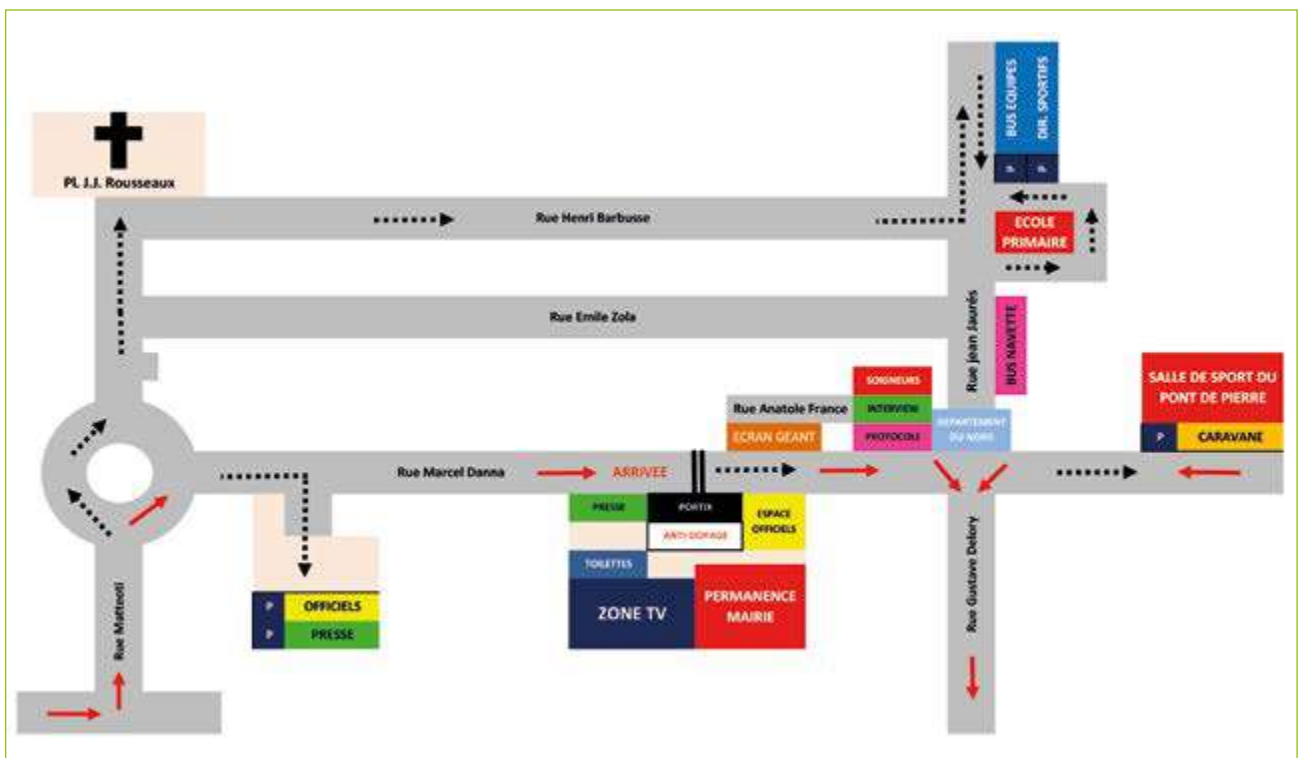 BUS EQUIPES
DIR. SPORTIFS
P
P
Pl. J.J. Rousseaux
Rue Henri Barbusse
ECOLE
PRIMAIRE
Rue Emile Zola
Rue jean Jaurès
BUS NAVETTE
SOIGNEURS
Rue Anatole France
INTERVIEW
ECRAN GEANT
PROTOCOLE
DEPARTEMENT
DU NORD
SALLE DE SPORT DU
PONT DE PIERRE
P
CARAVANE
Rue Marcel Danna
ARRIVEE
PRESSE
PORTIX
ESPACE
OFFICIELS
ANTI-DOPAGE
TOILETTES
ZONE TV
PERMANENCE
MAIRIE
P
OFFICIELS
P
PRESSE
Rue Matteoti
Rue Gustave Delory